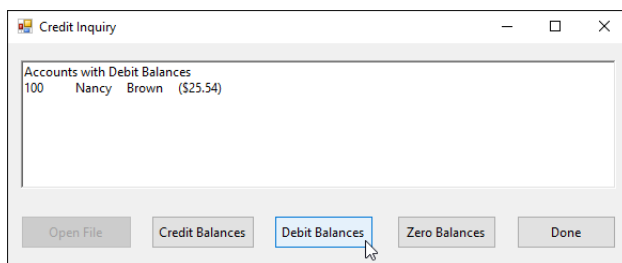 Credit Inquiry
Accounts with Debit Balances
100 Nancy Brown ($25.54)
Open File Credit Balances Debit Balances Zero Balances Done